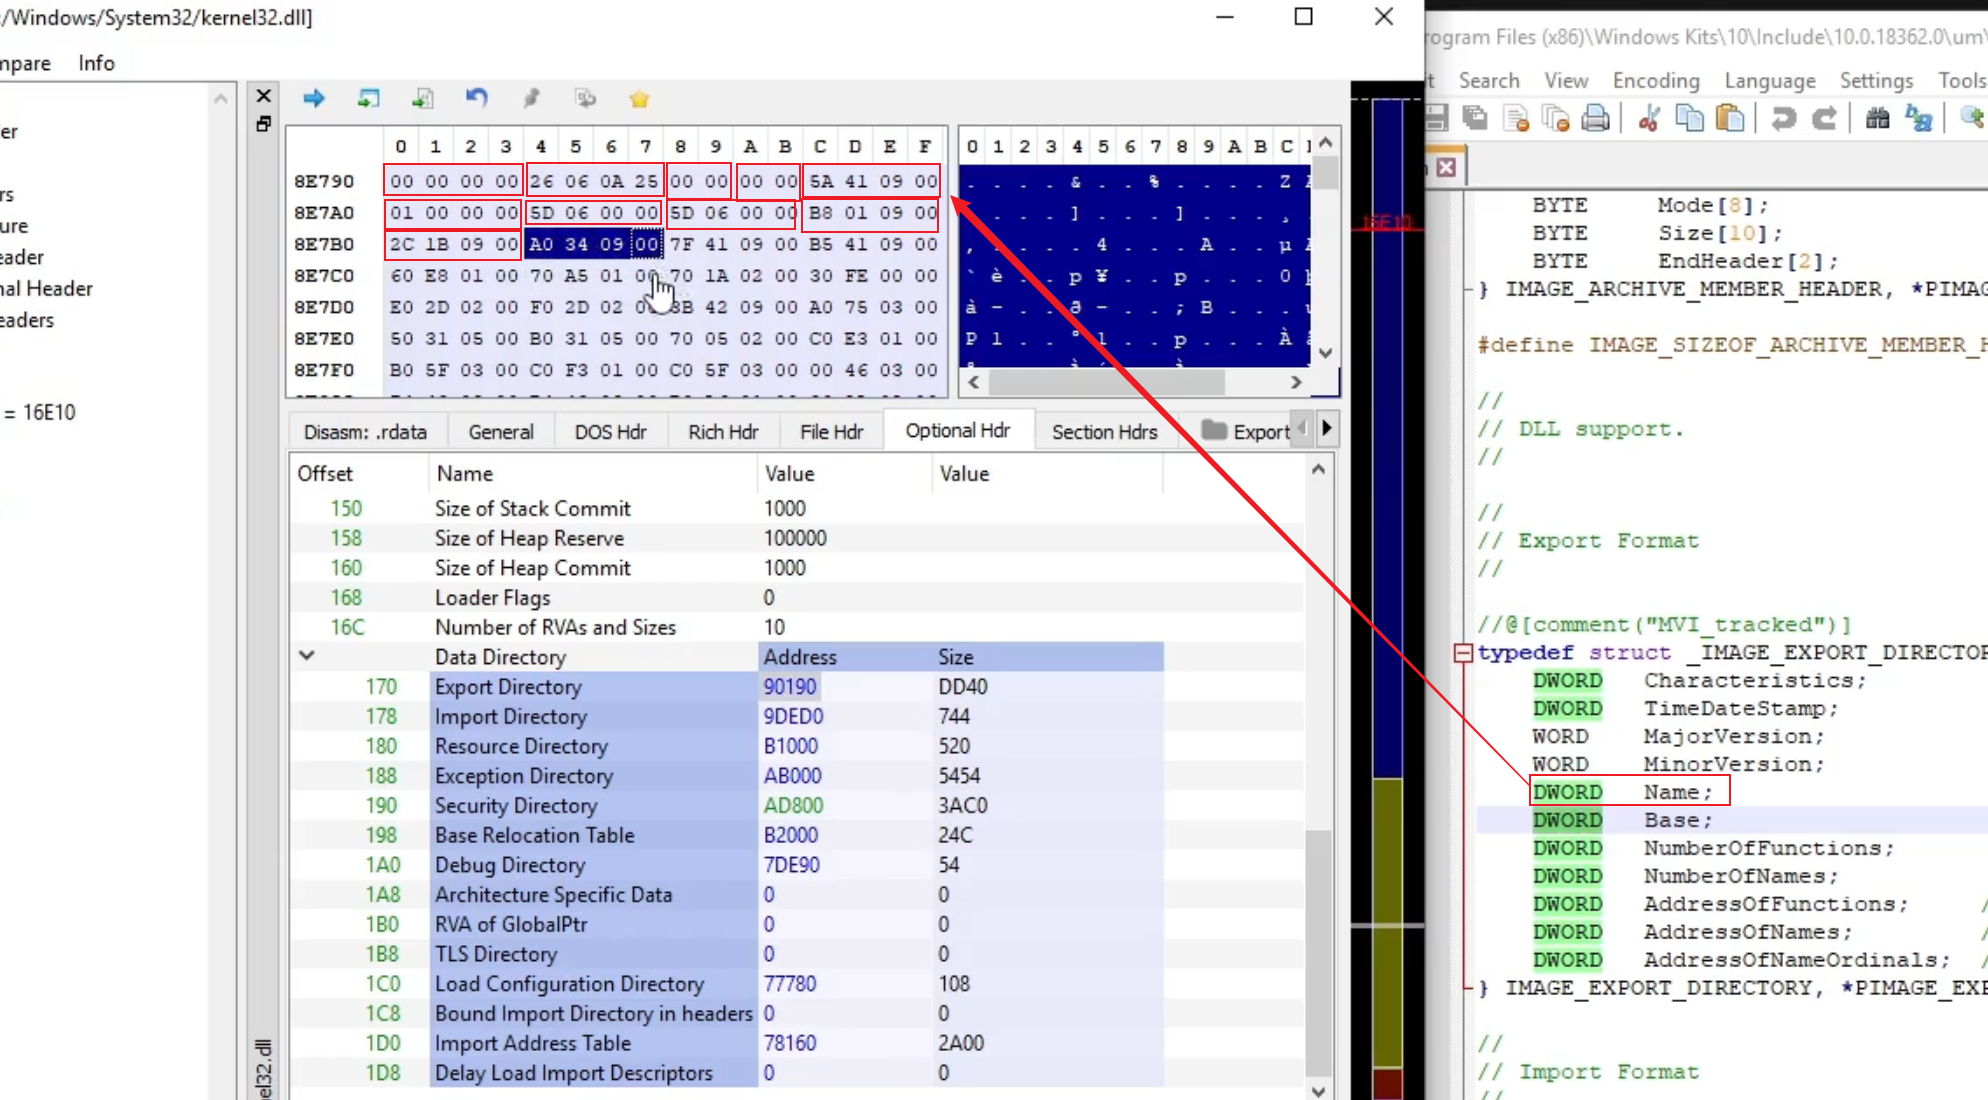 :/Windows/System32/kernel32.dll]
mpare Info
er
rs
ure
eader
nal Header
eaders
= 16E10
el32.dll
0 1 2 3 4 5 6 7 8 9 A B C D E F
8E790 00 00 00 00 26 06 0A 25 00 00 00 00 5A 41 09 00
8E7A0 01 00 00 00 5D 06 00 00 5D 06 00 00 B8 01 09 00
8E7B0 2C 1B 09 00 A0 34 09 00 7F 41 09 00 B5 41 09 00
8E7C0 60 E8 01 00 70 A5 01 00 70 1A 02 00 30 FE 00 00
8E7D0 E0 2D 02 00 F0 2D 02 3B 42 09 00 A0 75 03 00
8E7E0 50 31 05 00 B0 31 05 00 70 05 02 00 C0 E3 01 00
8E7F0 B0 5F 03 00 C0 F3 01 00 C0 5F 03 00 00 46 03 00
0 1 2 3 4 5 6 7 8 9 A B C
. . . . & . . % . . . . Z
. . . . ] . . . ] . . . ¸
, . . . . 4 . . . A . . µ
` è . . p ¥ . . p . . . 0
à - . . ð - . . ; B . . .
P 1 . . ° 1 . . p . . . À
16E10
Disasm: .rdata General DOS Hdr Rich Hdr File Hdr Optional Hdr Section Hdrs Export
Offset Name Value Value
150 Size of Stack Commit 1000
158 Size of Heap Reserve 100000
160 Size of Heap Commit 1000
168 Loader Flags 0
16C Number of RVAs and Sizes 10
Data Directory Address Size
170 Export Directory 90190 DD40
178 Import Directory 9DED0 744
180 Resource Directory B1000 520
188 Exception Directory AB000 5454
190 Security Directory AD800 3AC0
198 Base Relocation Table B2000 24C
1A0 Debug Directory 7DE90 54
1A8 Architecture Specific Data 0 0
1B0 RVA of GlobalPtr 0 0
1B8 TLS Directory 0 0
1C0 Load Configuration Directory 77780 108
1C8 Bound Import Directory in headers 0 0
1D0 Import Address Table 78160 2A00
1D8 Delay Load Import Descriptors 0 0
rogram Files (x86)\Windows Kits\10\Include\10.0.18362.0\um\
it Search View Encoding Language Settings Tools
BYTE Mode[8];
BYTE Size[10];
BYTE EndHeader[2];
} IMAGE_ARCHIVE_MEMBER_HEADER, *PIMAG
#define IMAGE_SIZEOF_ARCHIVE_MEMBER_H
//
// DLL support.
//
//
// Export Format
//
//@[comment("MVI_tracked")]
typedef struct _IMAGE_EXPORT_DIRECTOR
DWORD Characteristics;
DWORD TimeDateStamp;
WORD MajorVersion;
WORD MinorVersion;
DWORD Name;
DWORD Base;
DWORD NumberOfFunctions;
DWORD NumberOfNames;
DWORD AddressOfFunctions; /
DWORD AddressOfNames; /
DWORD AddressOfNameOrdinals; /
} IMAGE_EXPORT_DIRECTORY, *PIMAGE_EXP
//
// Import Format
//